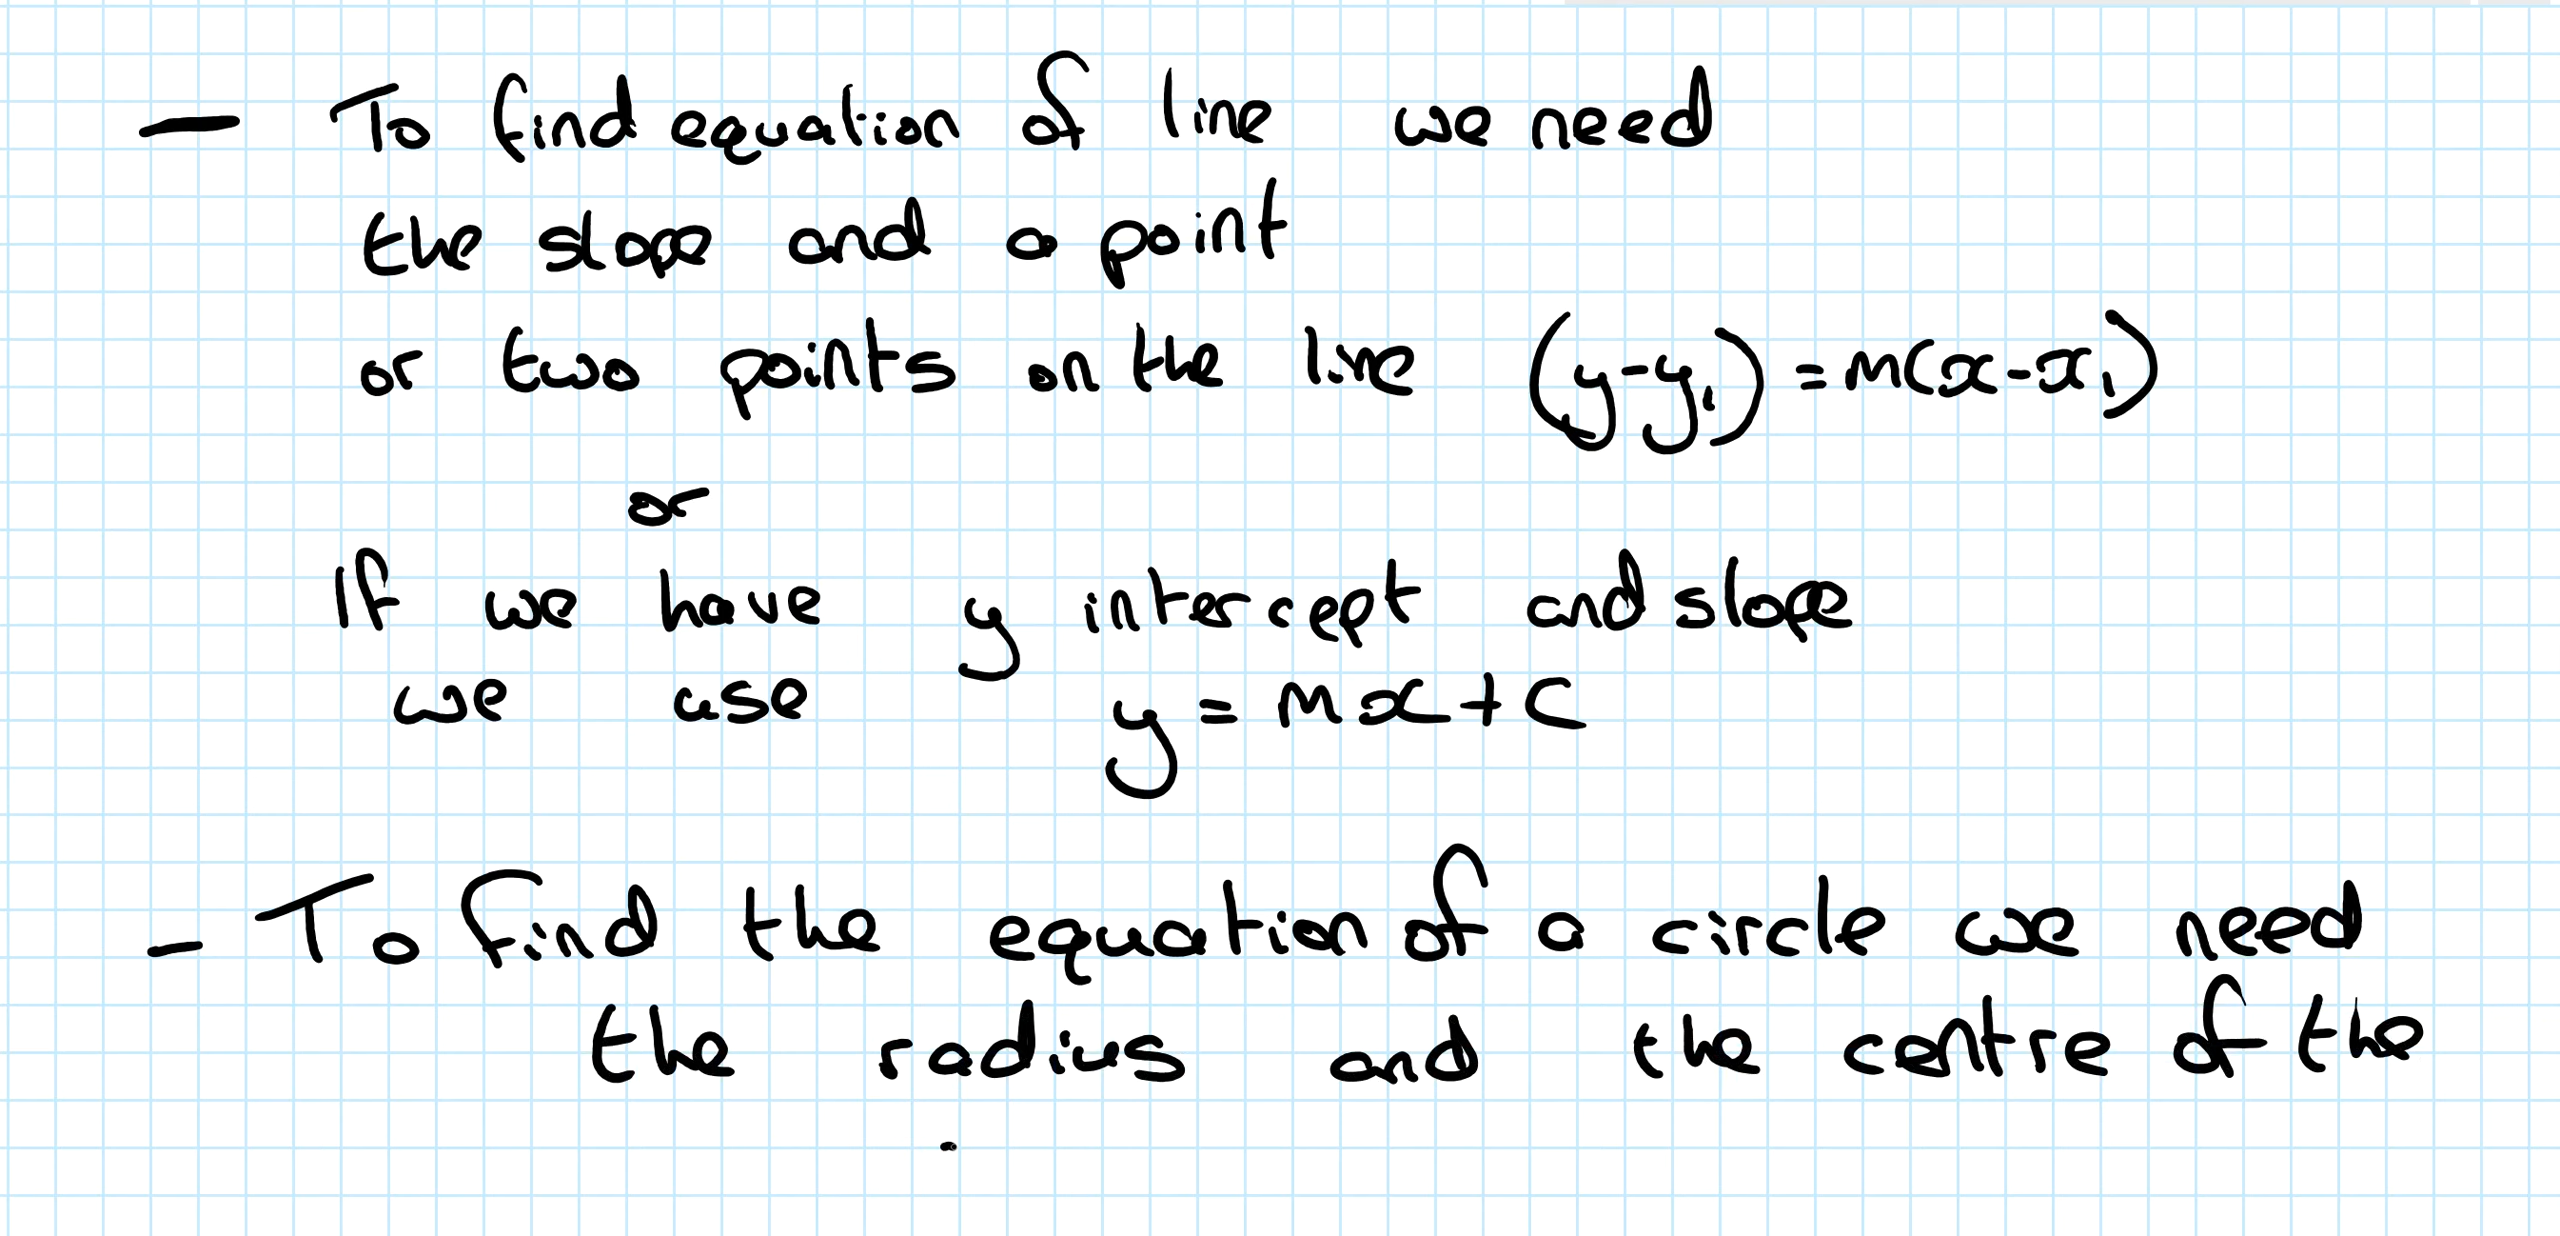 — To find equation of line we need
the slope and a point
or two points on the line (y-y₁) = m(x-x₁)
or
If we have y intercept and slope
we use y = mx + c
- To find the equation of a circle we need
the radius and the centre of the